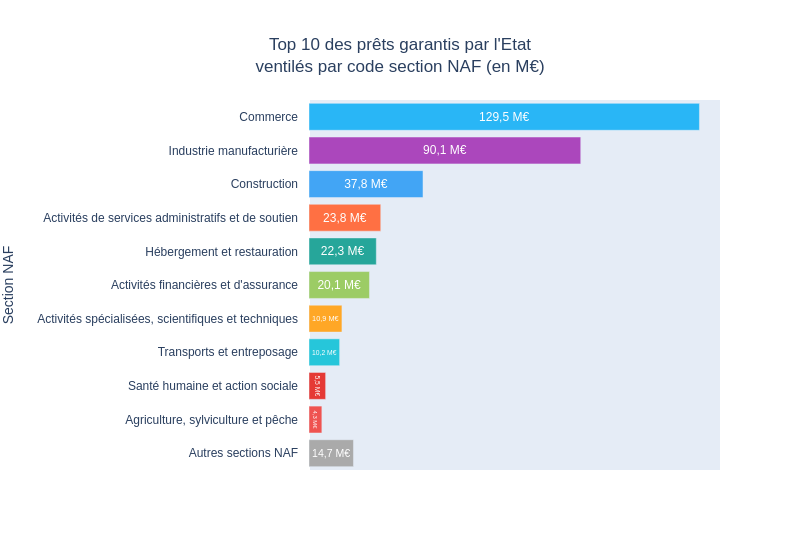 Top 10 des prêts garantis par l'Etat
ventilés par code section NAF (en M€)
Section NAF
Commerce 129,5 M€
Industrie manufacturière 90,1 M€
Construction 37,8 M€
Activités de services administratifs et de soutien 23,8 M€
Hébergement et restauration 22,3 M€
Activités financières et d'assurance 20,1 M€
Activités spécialisées, scientifiques et techniques 10,9 M€
Transports et entreposage 10,2 M€
Santé humaine et action sociale 5,5 M€
Agriculture, sylviculture et pêche 4,3 M€
Autres sections NAF 14,7 M€